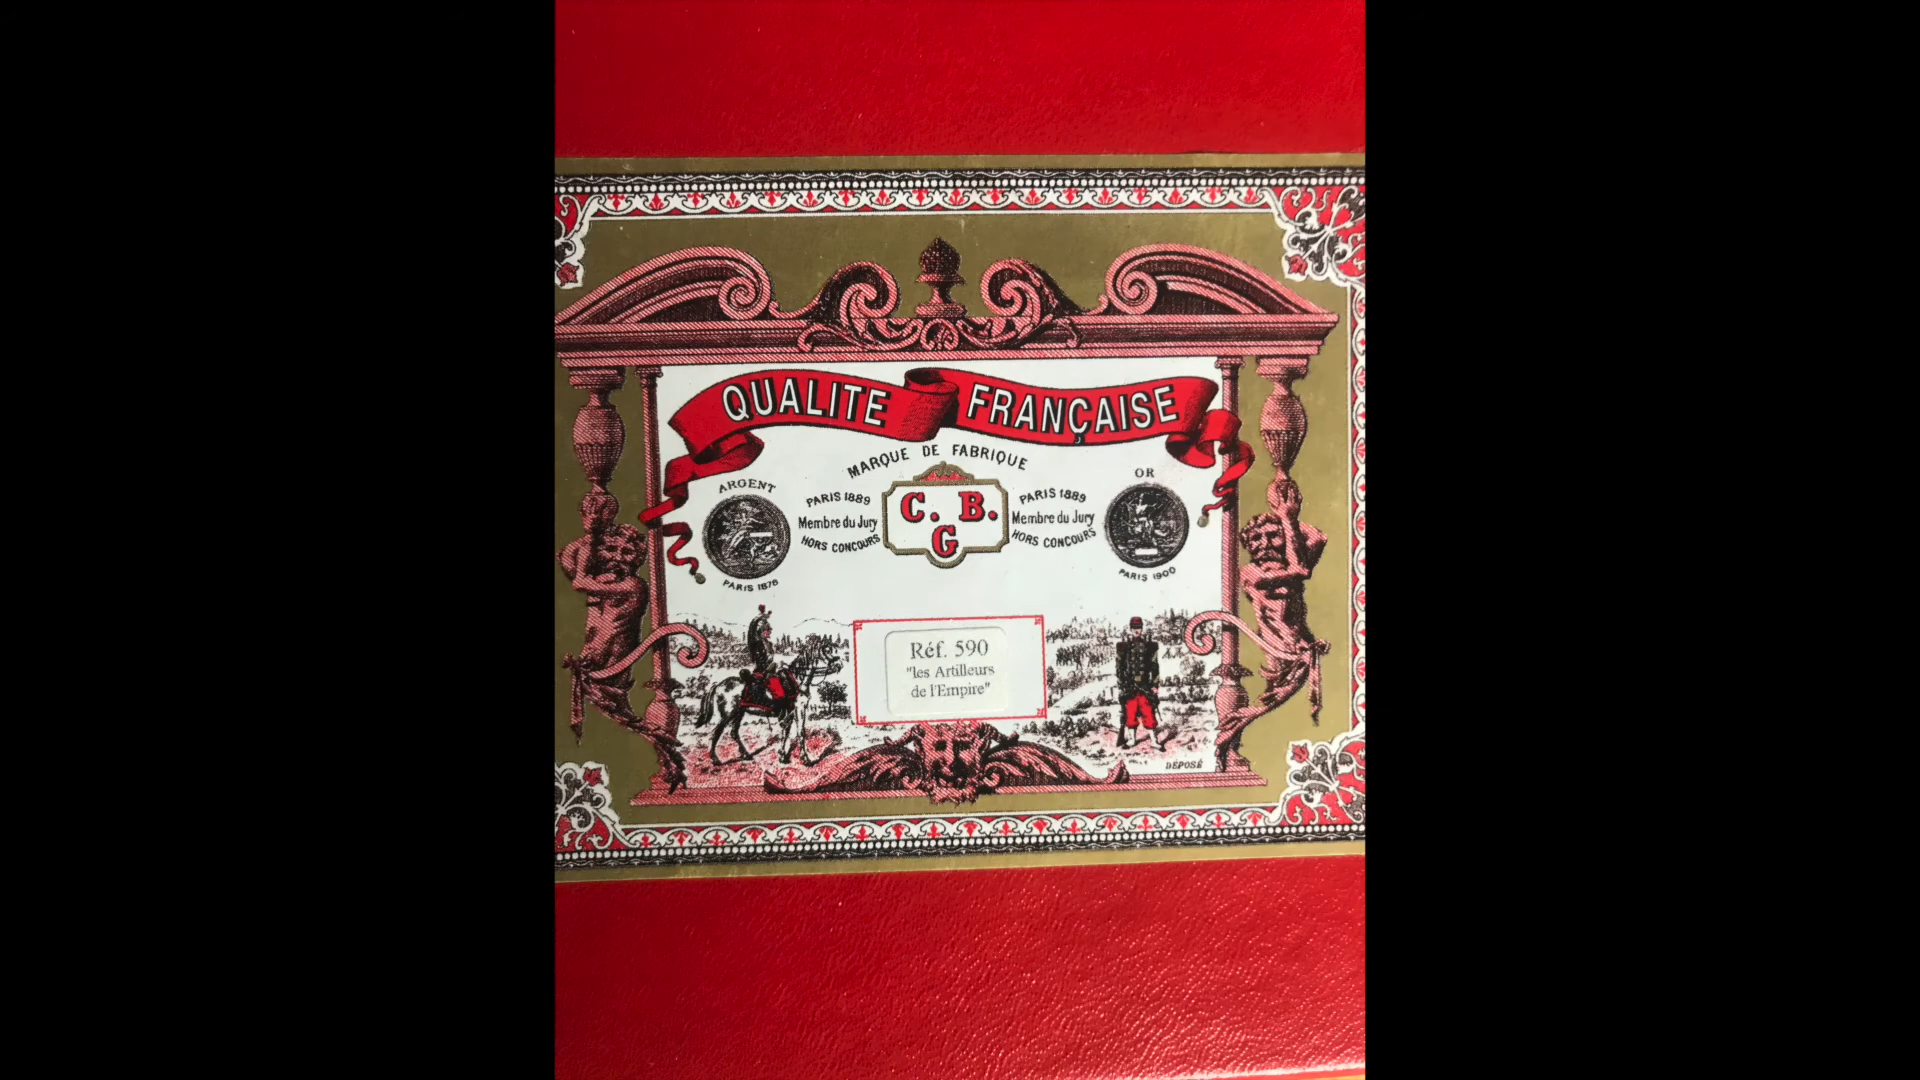 QUALITE FRANÇAISE
MARQUE DE FABRIQUE
ARGENT
PARIS 1878
PARIS 1889
Membre du Jury
HORS CONCOURS
C. B.
G
PARIS 1889
Membre du Jury
HORS CONCOURS
OR
PARIS 1900
Réf. 590
"les Artilleurs
de l'Empire"
DÉPOSÉ